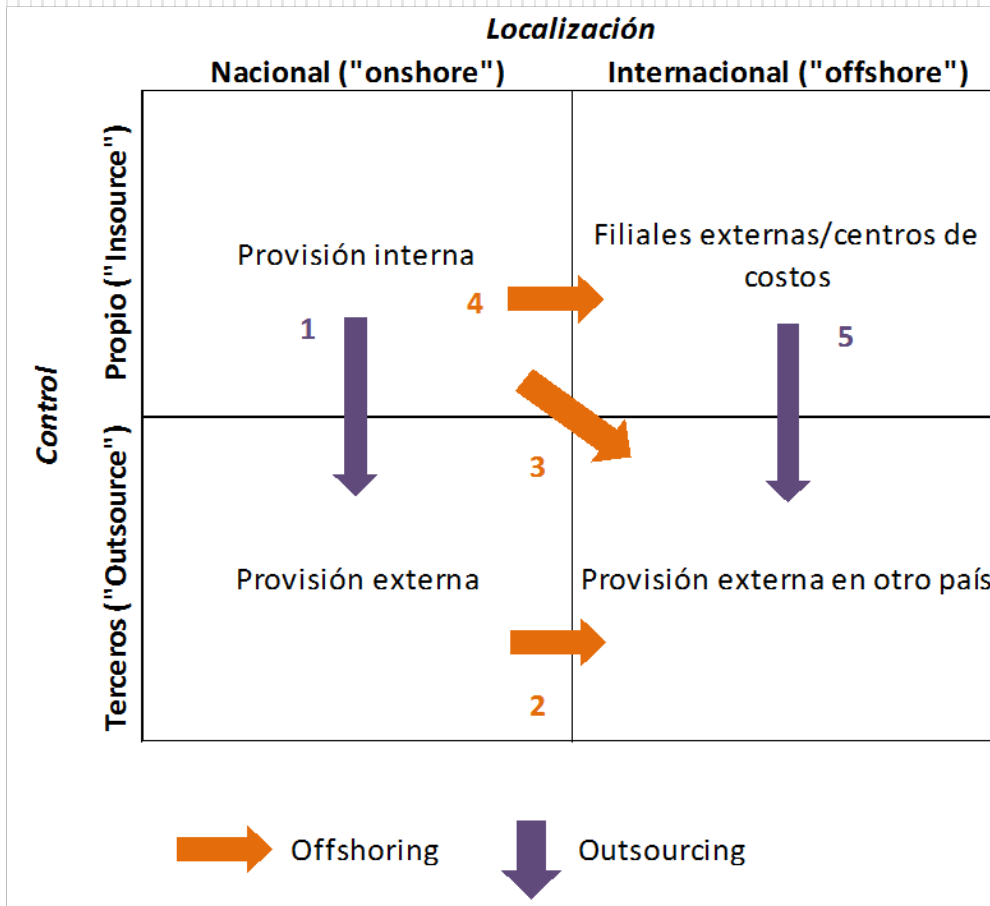 Localización
Nacional ("onshore")
Internacional ("offshore")
Control
Propio ("Insource")
Provisión interna
Filiales externas/centros de
costos
1
4
5
3
Terceros ("Outsource")
Provisión externa
Provisión externa en otro país
2
Offshoring
Outsourcing